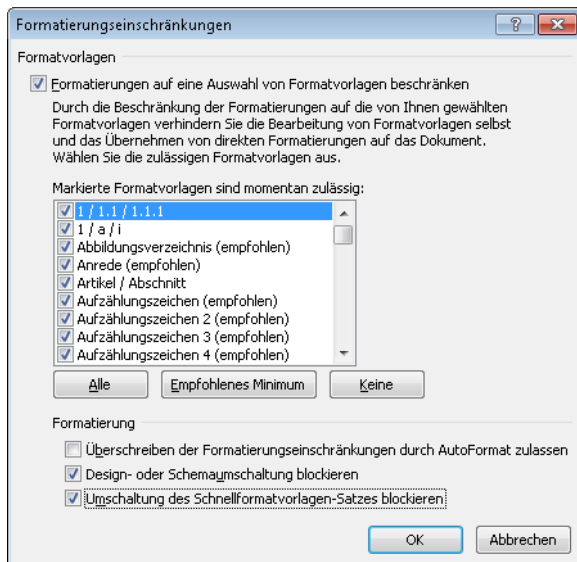 Formatierungseinschränkungen
Formatvorlagen
Formatierungen auf eine Auswahl von Formatvorlagen beschränken
Durch die Beschränkung der Formatierungen auf die von Ihnen gewählten
Formatvorlagen verhindern Sie die Bearbeitung von Formatvorlagen selbst
und das Übernehmen von direkten Formatierungen auf das Dokument.
Wählen Sie die zulässigen Formatvorlagen aus.
Markierte Formatvorlagen sind momentan zulässig:
1 / 1.1 / 1.1.1
1 / a / i
Abbildungsverzeichnis (empfohlen)
Anrede (empfohlen)
Artikel / Abschnitt
Aufzählungszeichen (empfohlen)
Aufzählungszeichen 2 (empfohlen)
Aufzählungszeichen 3 (empfohlen)
Aufzählungszeichen 4 (empfohlen)
Alle Empfohlenes Minimum Keine
Formatierung
Überschreiben der Formatierungseinschränkungen durch AutoFormat zulassen
Design- oder Schemaumschaltung blockieren
Umschaltung des Schnellformatvorlagen-Satzes blockieren
OK Abbrechen